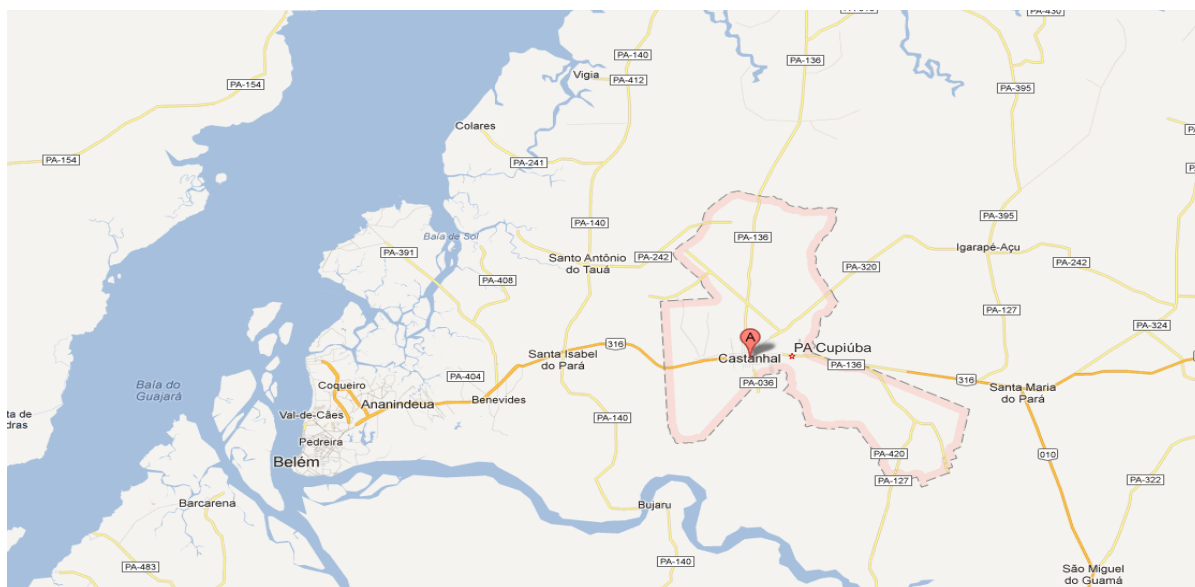 PA-430
PA-154
PA-140
PA-136
Vigia
PA-412
PA-154
PA-395
Colares
PA-154
PA-241
PA-140
PA-395
Baía de Sol
PA-136
PA-391
Igarapé-Açu
Santo Antônio
do Tauá
PA-242
PA-242
PA-320
PA-408
PA-127
PA-324
316
Santa Isabel
do Pará
A
Castanhal
PA Cupiúba
PA-136
PA-404
316
PA-036
Baía do
Guajará
Coqueiro
Benevides
Santa Maria
do Pará
Ananindeua
Val-de-Cães
ta de
dras
PA-140
Pedreira
Belém
PA-420
010
PA-127
PA-322
Barcarena
Bujaru
PA-140
PA-483
São Miguel
do Guamá